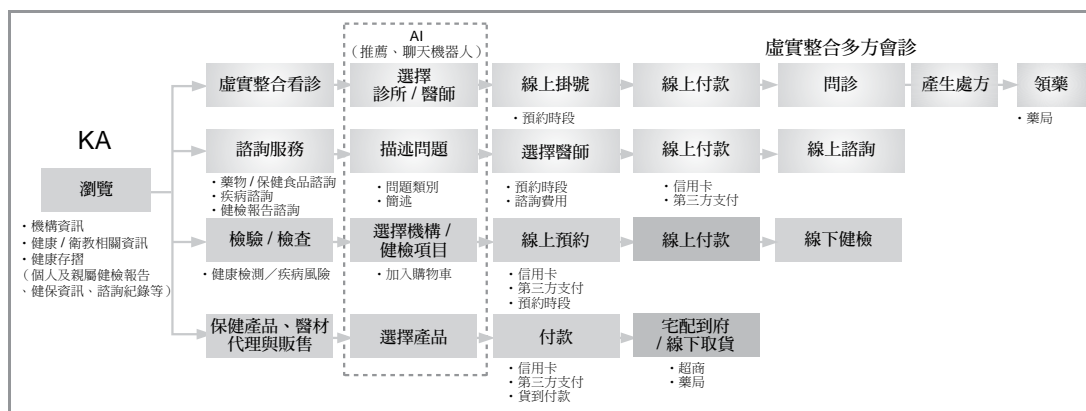 AI
（推薦、聊天機器人）
虛實整合多方會診
虛實整合看診
選擇
診所 / 醫師
線上掛號
線上付款
問診
產生處方
領藥
・預約時段
・藥局
KA
瀏覽
・機構資訊
・健康 / 衛教相關資訊
・健康存摺
（個人及親屬健檢報告
、健保資訊、諮詢紀錄等）
諮詢服務
描述問題
選擇醫師
線上付款
線上諮詢
・藥物 / 保健食品諮詢
・疾病諮詢
・健檢報告諮詢
・問題類別
・簡述
・預約時段
・諮詢費用
・信用卡
・第三方支付
檢驗 / 檢查
選擇機構 /
健檢項目
線上預約
線上付款
線下健檢
・健康檢測／疾病風險
・加入購物車
・信用卡
・第三方支付
・預約時段
保健產品、醫材
代理與販售
選擇產品
付款
宅配到府
/ 線下取貨
・信用卡
・第三方支付
・貨到付款
・超商
・藥局